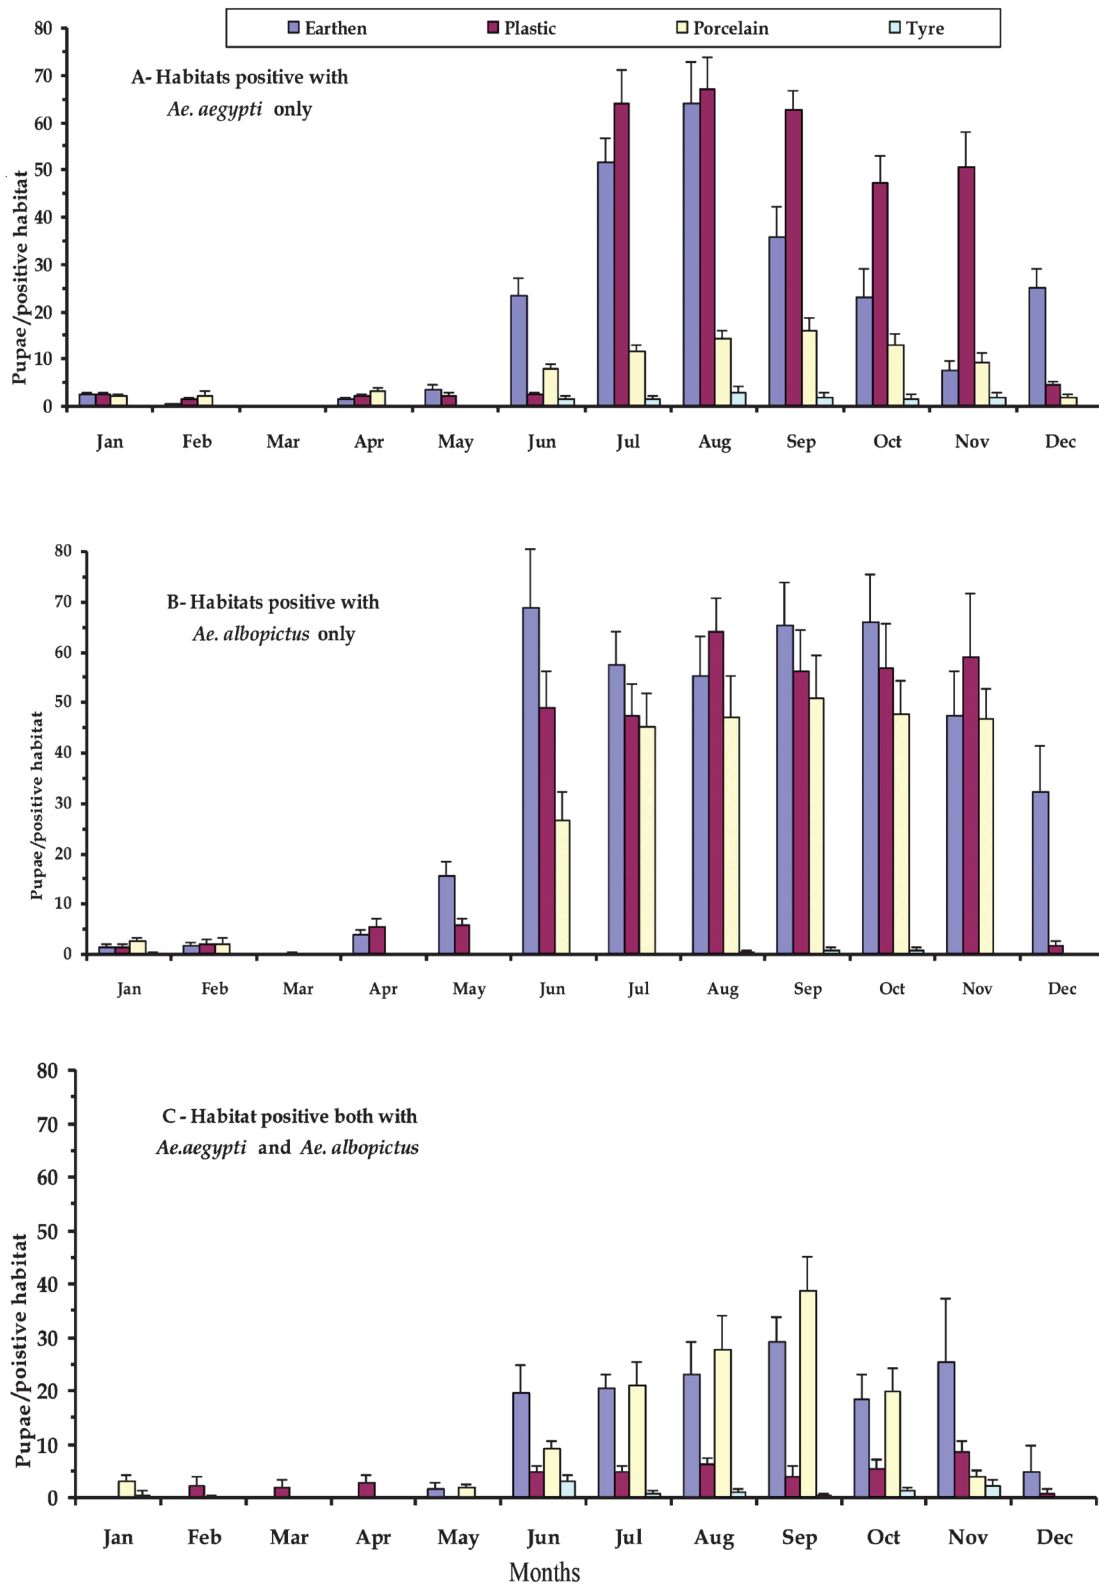 Earthen Plastic Porcelain Tyre
A- Habitats positive with
Ae. aegypti only
Pupae/positive habitat
80
70
60
50
40
30
20
10
0
Jan Feb Mar Apr May Jun Jul Aug Sep Oct Nov Dec
B- Habitats positive with
Ae. albopictus only
Pupae/positive habitat
80
70
60
50
40
30
20
10
0
Jan Feb Mar Apr May Jun Jul Aug Sep Oct Nov Dec
C - Habitat positive both with
Ae.aegypti and Ae. albopictus
Pupae/poistive habitat
80
70
60
50
40
30
20
10
0
Jan Feb Mar Apr May Jun Jul Aug Sep Oct Nov Dec
Months